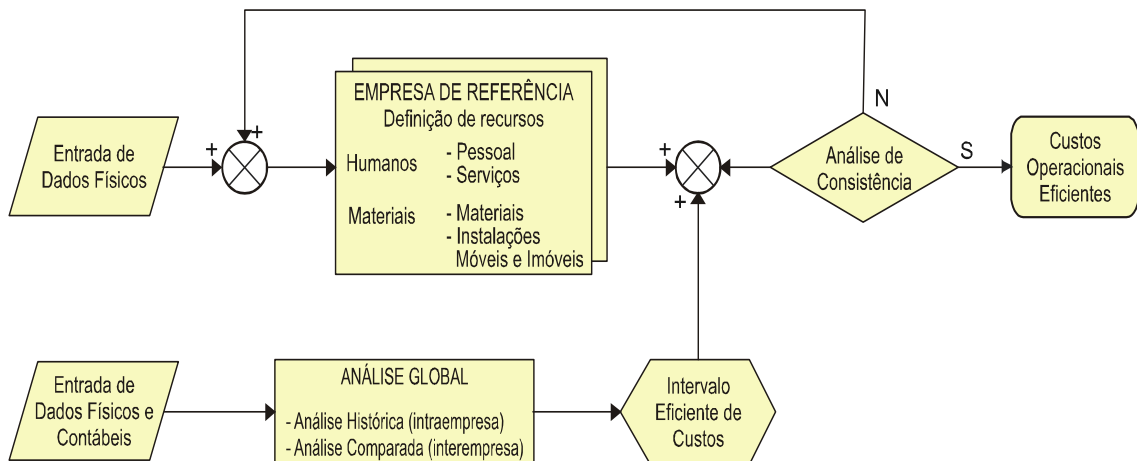 N
EMPRESA DE REFERÊNCIA
Definição de recursos
Humanos
- Pessoal
- Serviços
Materiais
- Materiais
- Instalações
Móveis e Imóveis
Entrada de
Dados Físicos
+
+
+
+
Análise de
Consistência
S
Custos
Operacionais
Eficientes
Entrada de
Dados Físicos e
Contábeis
ANÁLISE GLOBAL
- Análise Histórica (intraempresa)
- Análise Comparada (interempresa)
Intervalo
Eficiente de
Custos